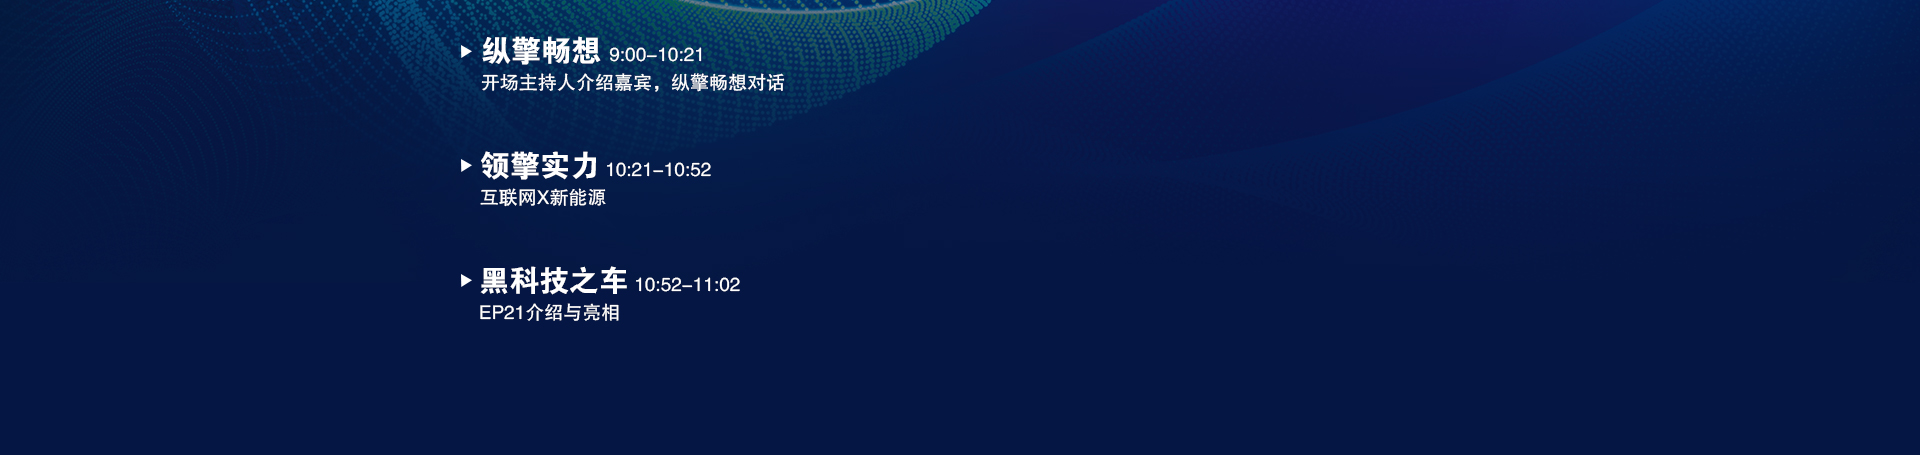 纵擎畅想 9:00-10:21
开场主持人介绍嘉宾，纵擎畅想对话
领擎实力 10:21-10:52
互联网X新能源
黑科技之车 10:52-11:02
EP21介绍与亮相